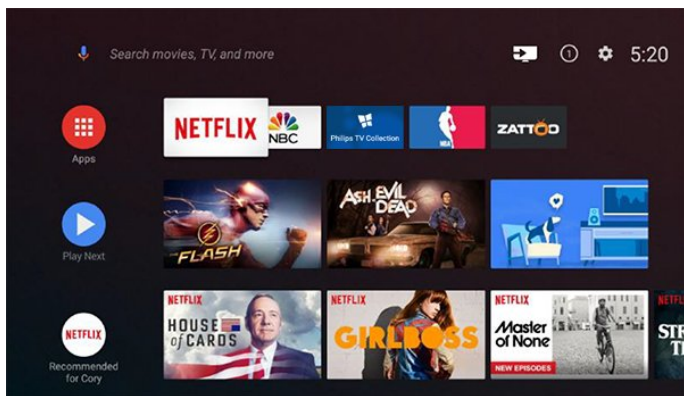 Search movies, TV, and more
1
5:20
Apps
NETFLIX
NBC
Philips TV Collection
NBA
ZATTOO
Play Next
FLASH
ASH EVIL
DEAD
NETFLIX
Recommended
for Cory
NETFLIX
HOUSE
of CARDS
NETFLIX
GIRLBOSS
NETFLIX
Master
of None
NEW EPISODES
NETFLIX
STR